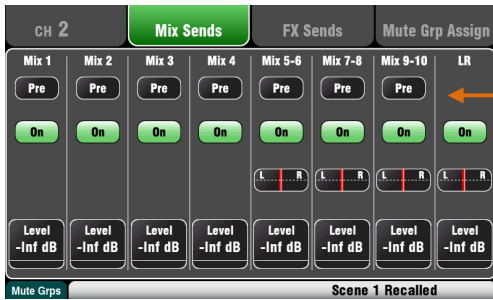 CH 2 Mix Sends FX Sends Mute Grp Assign
Mix 1 Mix 2 Mix 3 Mix 4 Mix 5-6 Mix 7-8 Mix 9-10 LR
Pre Pre Pre Pre Pre Pre Pre
On On On On On On On On
L R L R L R L R
Level Level Level Level Level Level Level Level
-Inf dB -Inf dB -Inf dB -Inf dB -Inf dB -Inf dB -Inf dB -Inf dB
Mute Grps Scene 1 Recalled